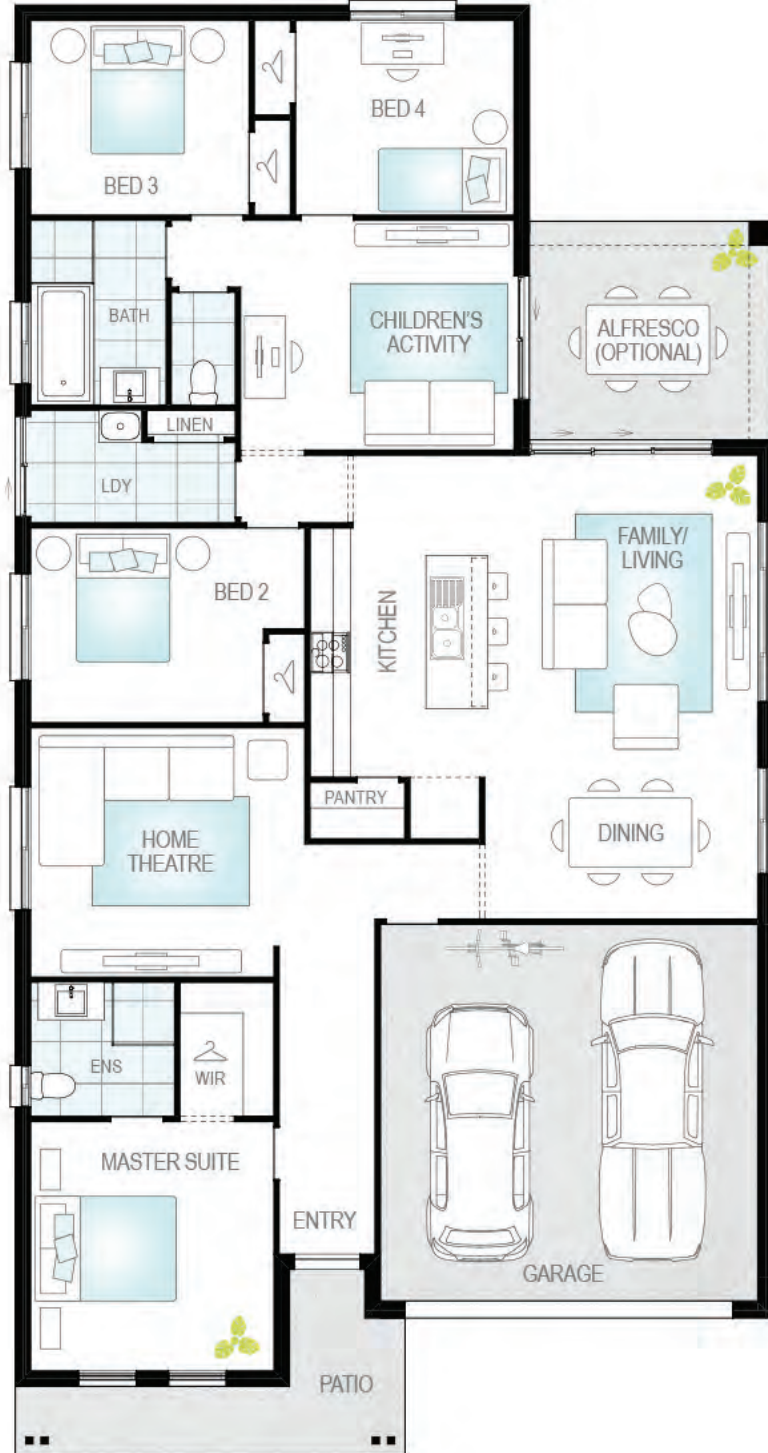 BED 3
BED 4
BATH
CHILDREN'S
ACTIVITY
ALFRESCO
(OPTIONAL)
LINEN
LDY
BED 2
KITCHEN
FAMILY/
LIVING
PANTRY
DINING
HOME
THEATRE
ENS
WIR
MASTER SUITE
ENTRY
GARAGE
PATIO